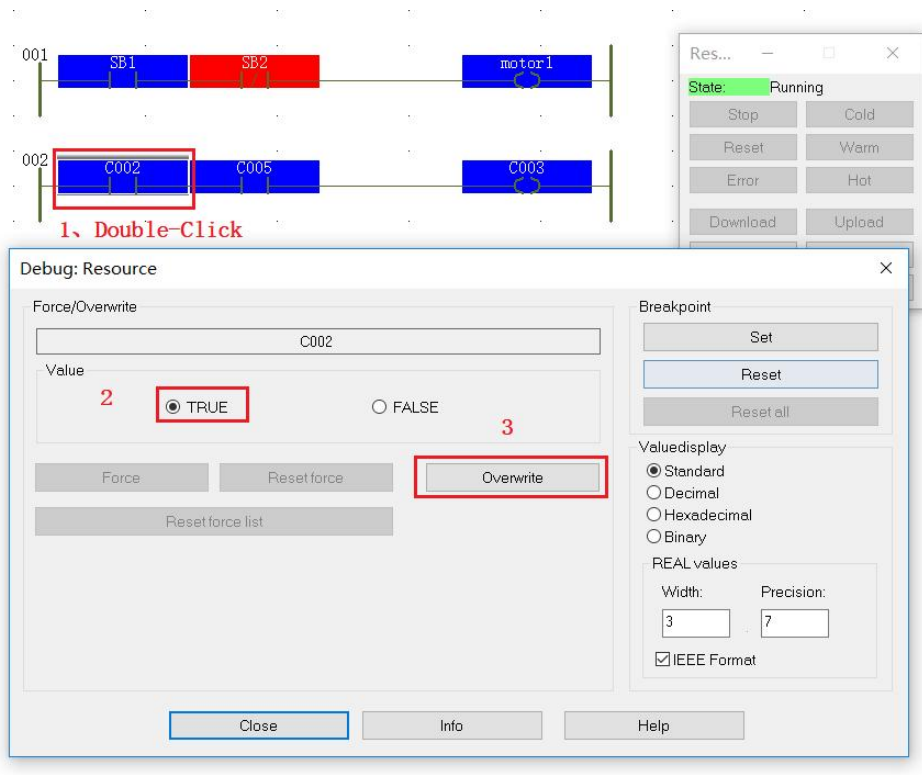 001
SB1
SB2
motor1
002
C002
C005
C003
1、Double-Click
Res...
State:
Running
Stop
Cold
Reset
Warm
Error
Hot
Download
Upload
Debug: Resource
Force/Overwrite
C002
Value
2
TRUE
FALSE
3
Force
Reset force
Overwrite
Reset force list
Breakpoint
Set
Reset
Reset all
Valuedisplay
Standard
Decimal
Hexadecimal
Binary
REAL values
Width:
Precision:
3
.
7
IEEE Format
Close
Info
Help